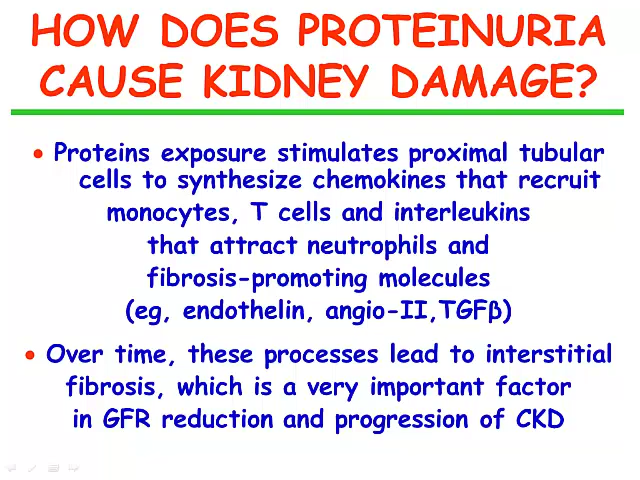 HOW DOES PROTEINURIA
CAUSE KIDNEY DAMAGE?
• Proteins exposure stimulates proximal tubular
cells to synthesize chemokines that recruit
monocytes, T cells and interleukins
that attract neutrophils and
fibrosis-promoting molecules
(eg, endothelin, angio-II,TGFβ)
• Over time, these processes lead to interstitial
fibrosis, which is a very important factor
in GFR reduction and progression of CKD